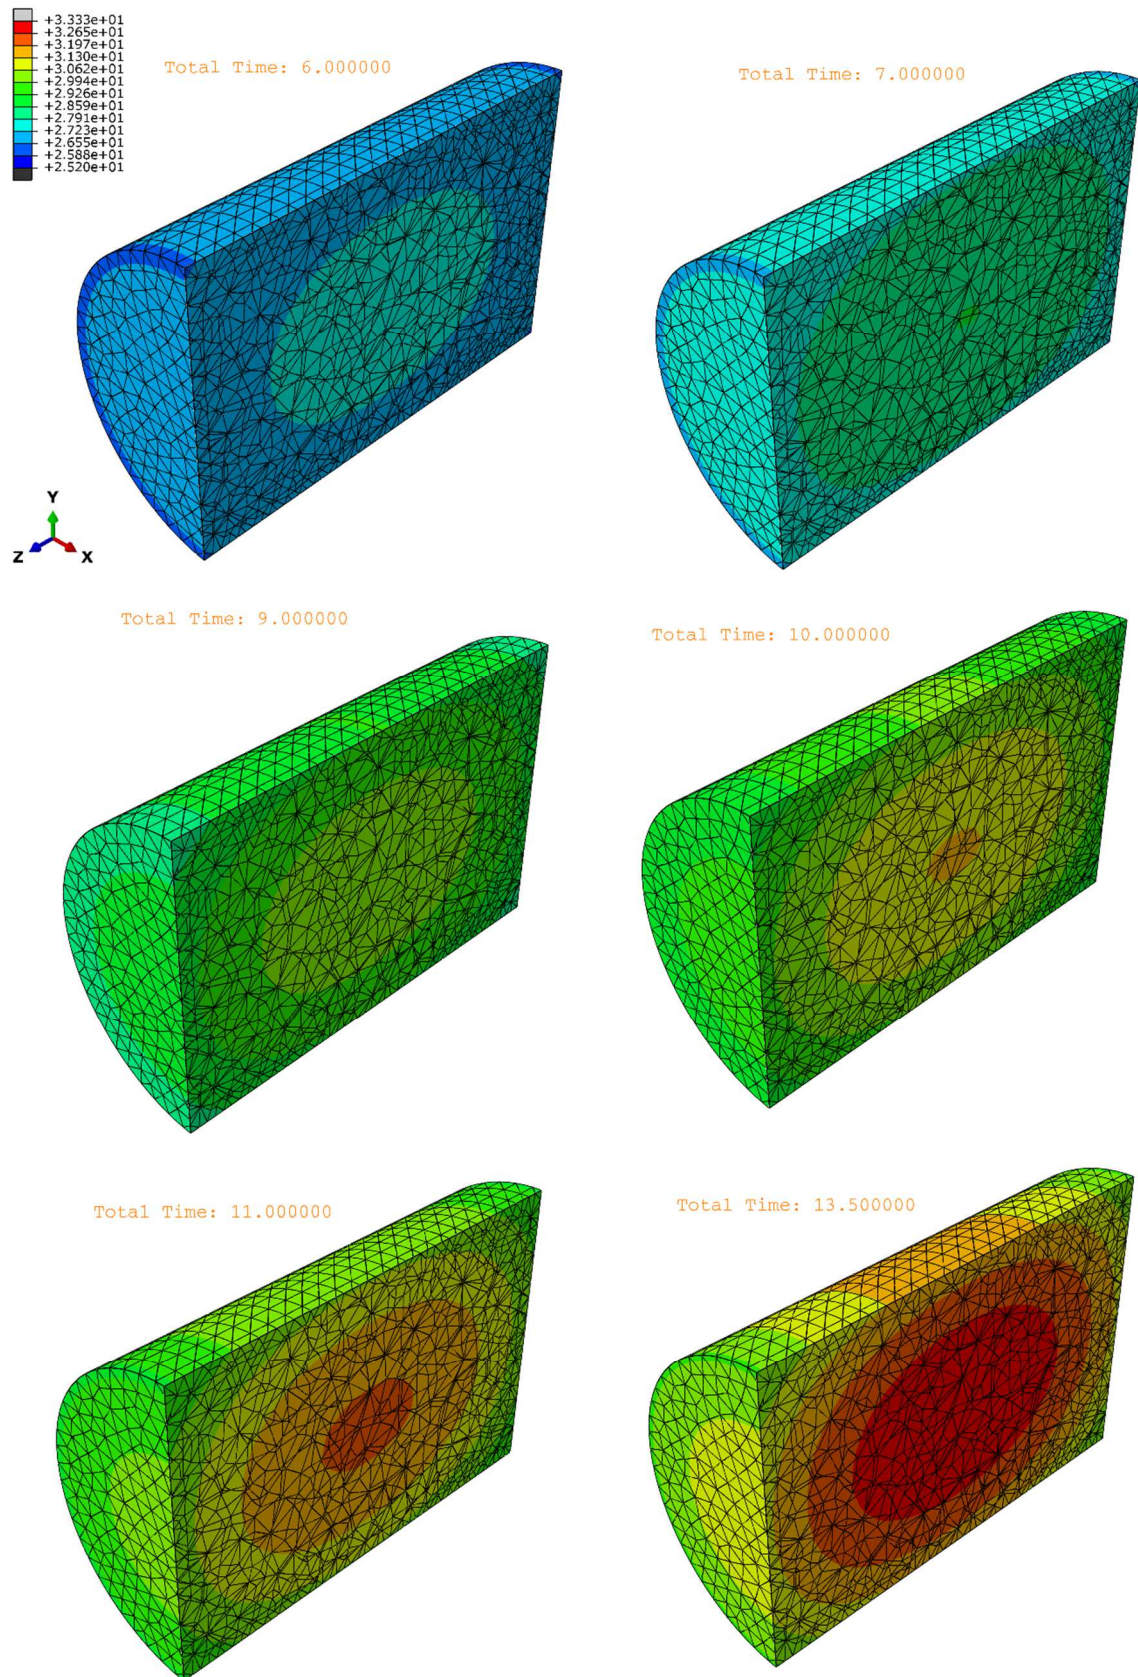 +3.333e+01
+3.265e+01
+3.197e+01
+3.130e+01
+3.062e+01
+2.994e+01
+2.926e+01
+2.859e+01
+2.791e+01
+2.723e+01
+2.655e+01
+2.588e+01
+2.520e+01
Total Time: 6.000000
Total Time: 7.000000
Y
Z
X
Total Time: 9.000000
Total Time: 10.000000
Total Time: 11.000000
Total Time: 13.500000